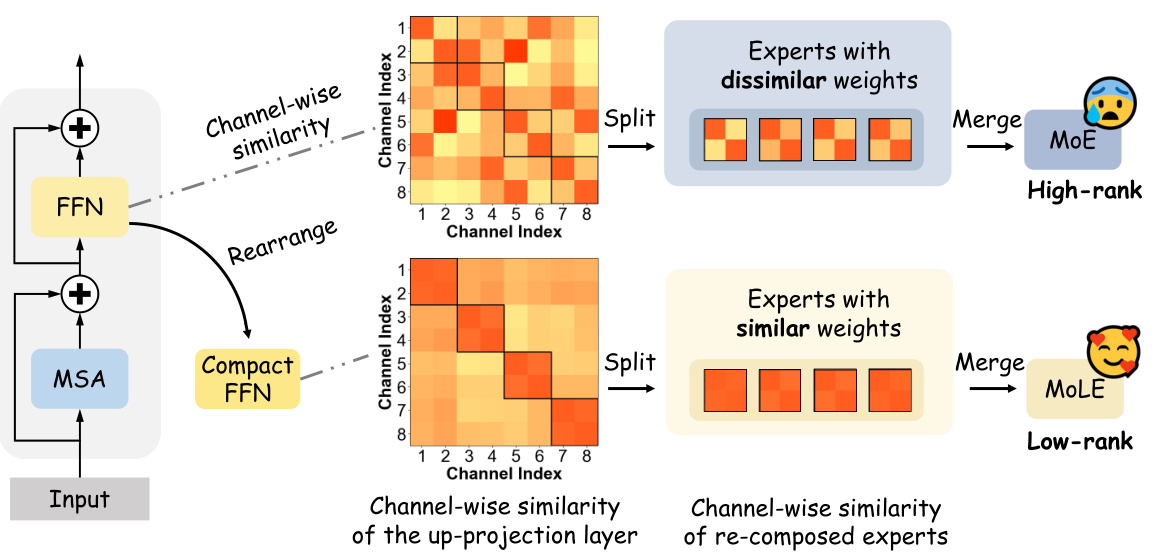 FFN
MSA
Input
Channel-wise
similarity
Rearrange
Compact
FFN
Channel Index
1
2
3
4
5
6
7
8
1 2 3 4 5 6 7 8
Channel Index
Split
Experts with
dissimilar weights
Merge
MoE
High-rank
Channel Index
1
2
3
4
5
6
7
8
1 2 3 4 5 6 7 8
Channel Index
Split
Experts with
similar weights
Merge
MoLE
Low-rank
Channel-wise similarity
of the up-projection layer
Channel-wise similarity
of re-composed experts